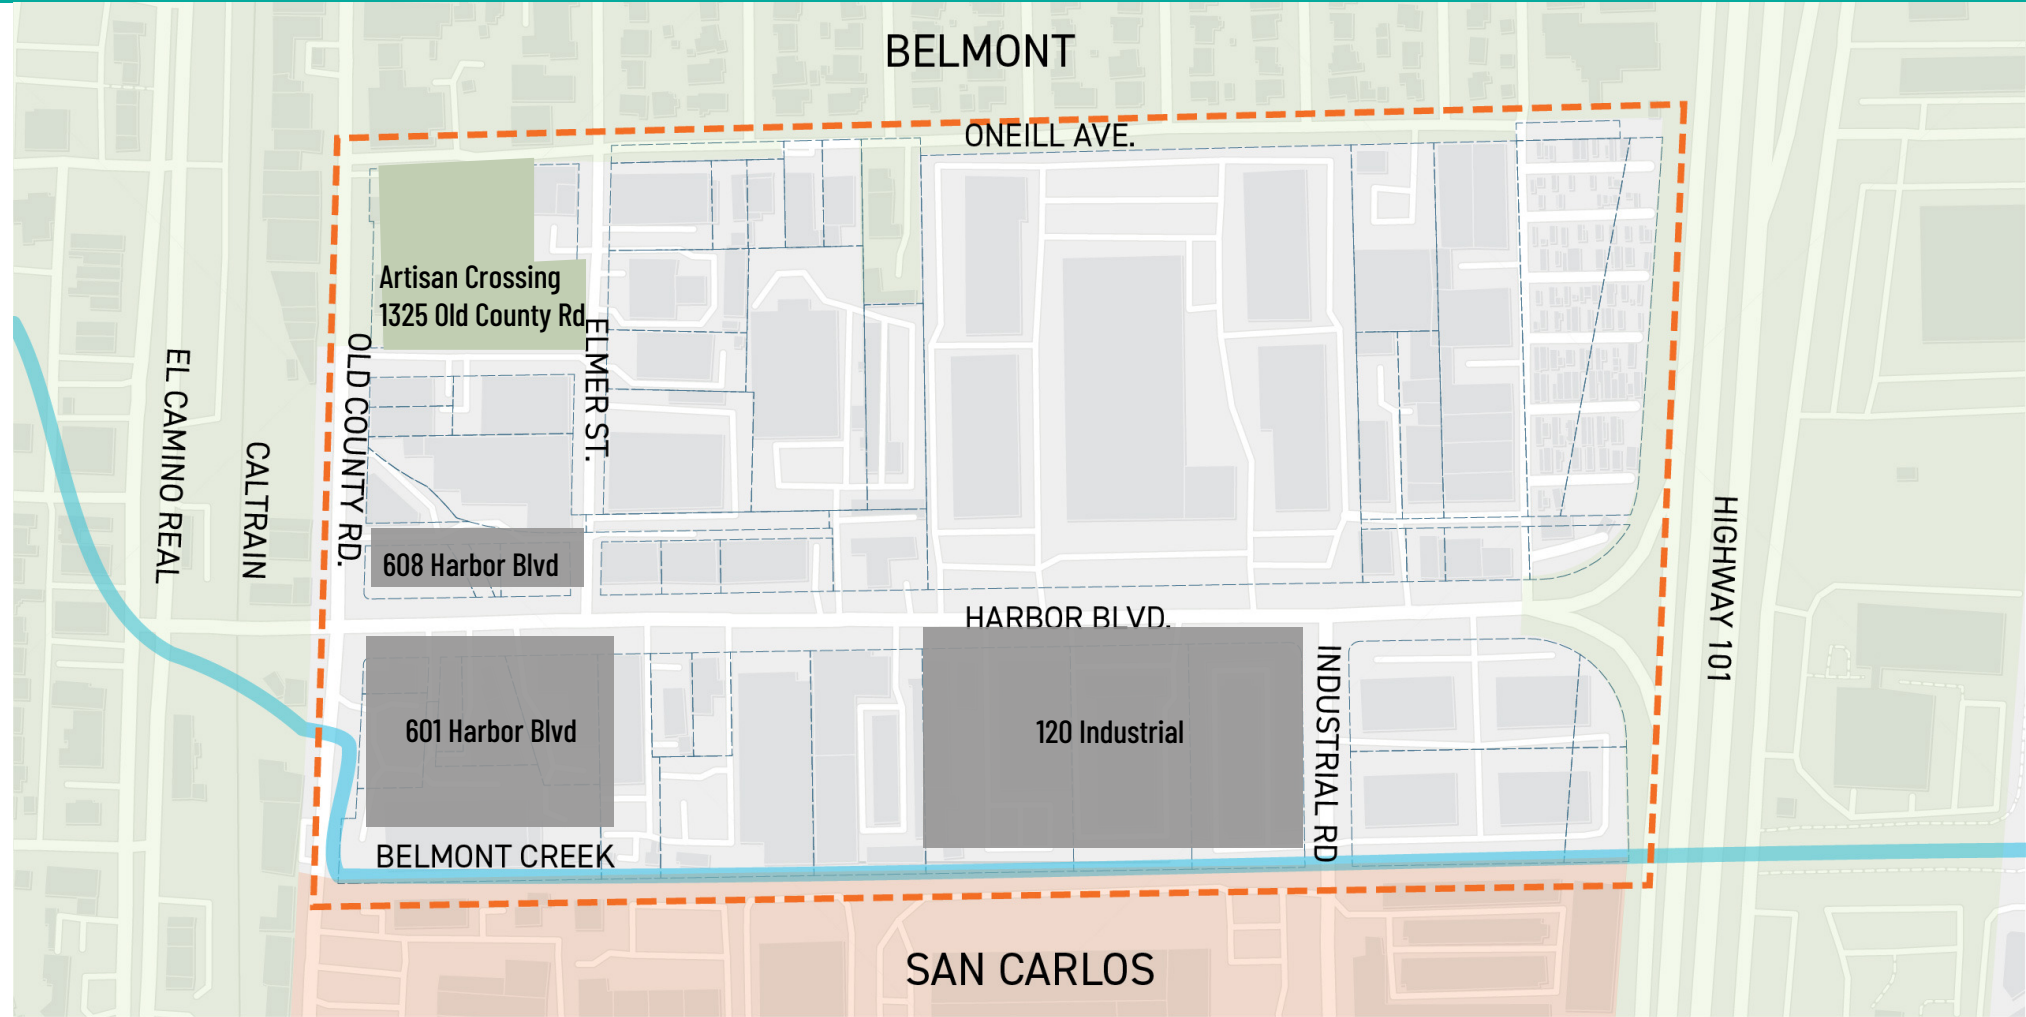 BELMONT
ONEILL AVE.
Artisan Crossing
1325 Old County Rd
ELMER ST.
OLD COUNTY RD.
EL CAMINO REAL
CALTRAIN
608 Harbor Blvd
HIGHWAY 101
HARBOR BLVD.
601 Harbor Blvd
120 Industrial
INDUSTRIAL RD
BELMONT CREEK
SAN CARLOS